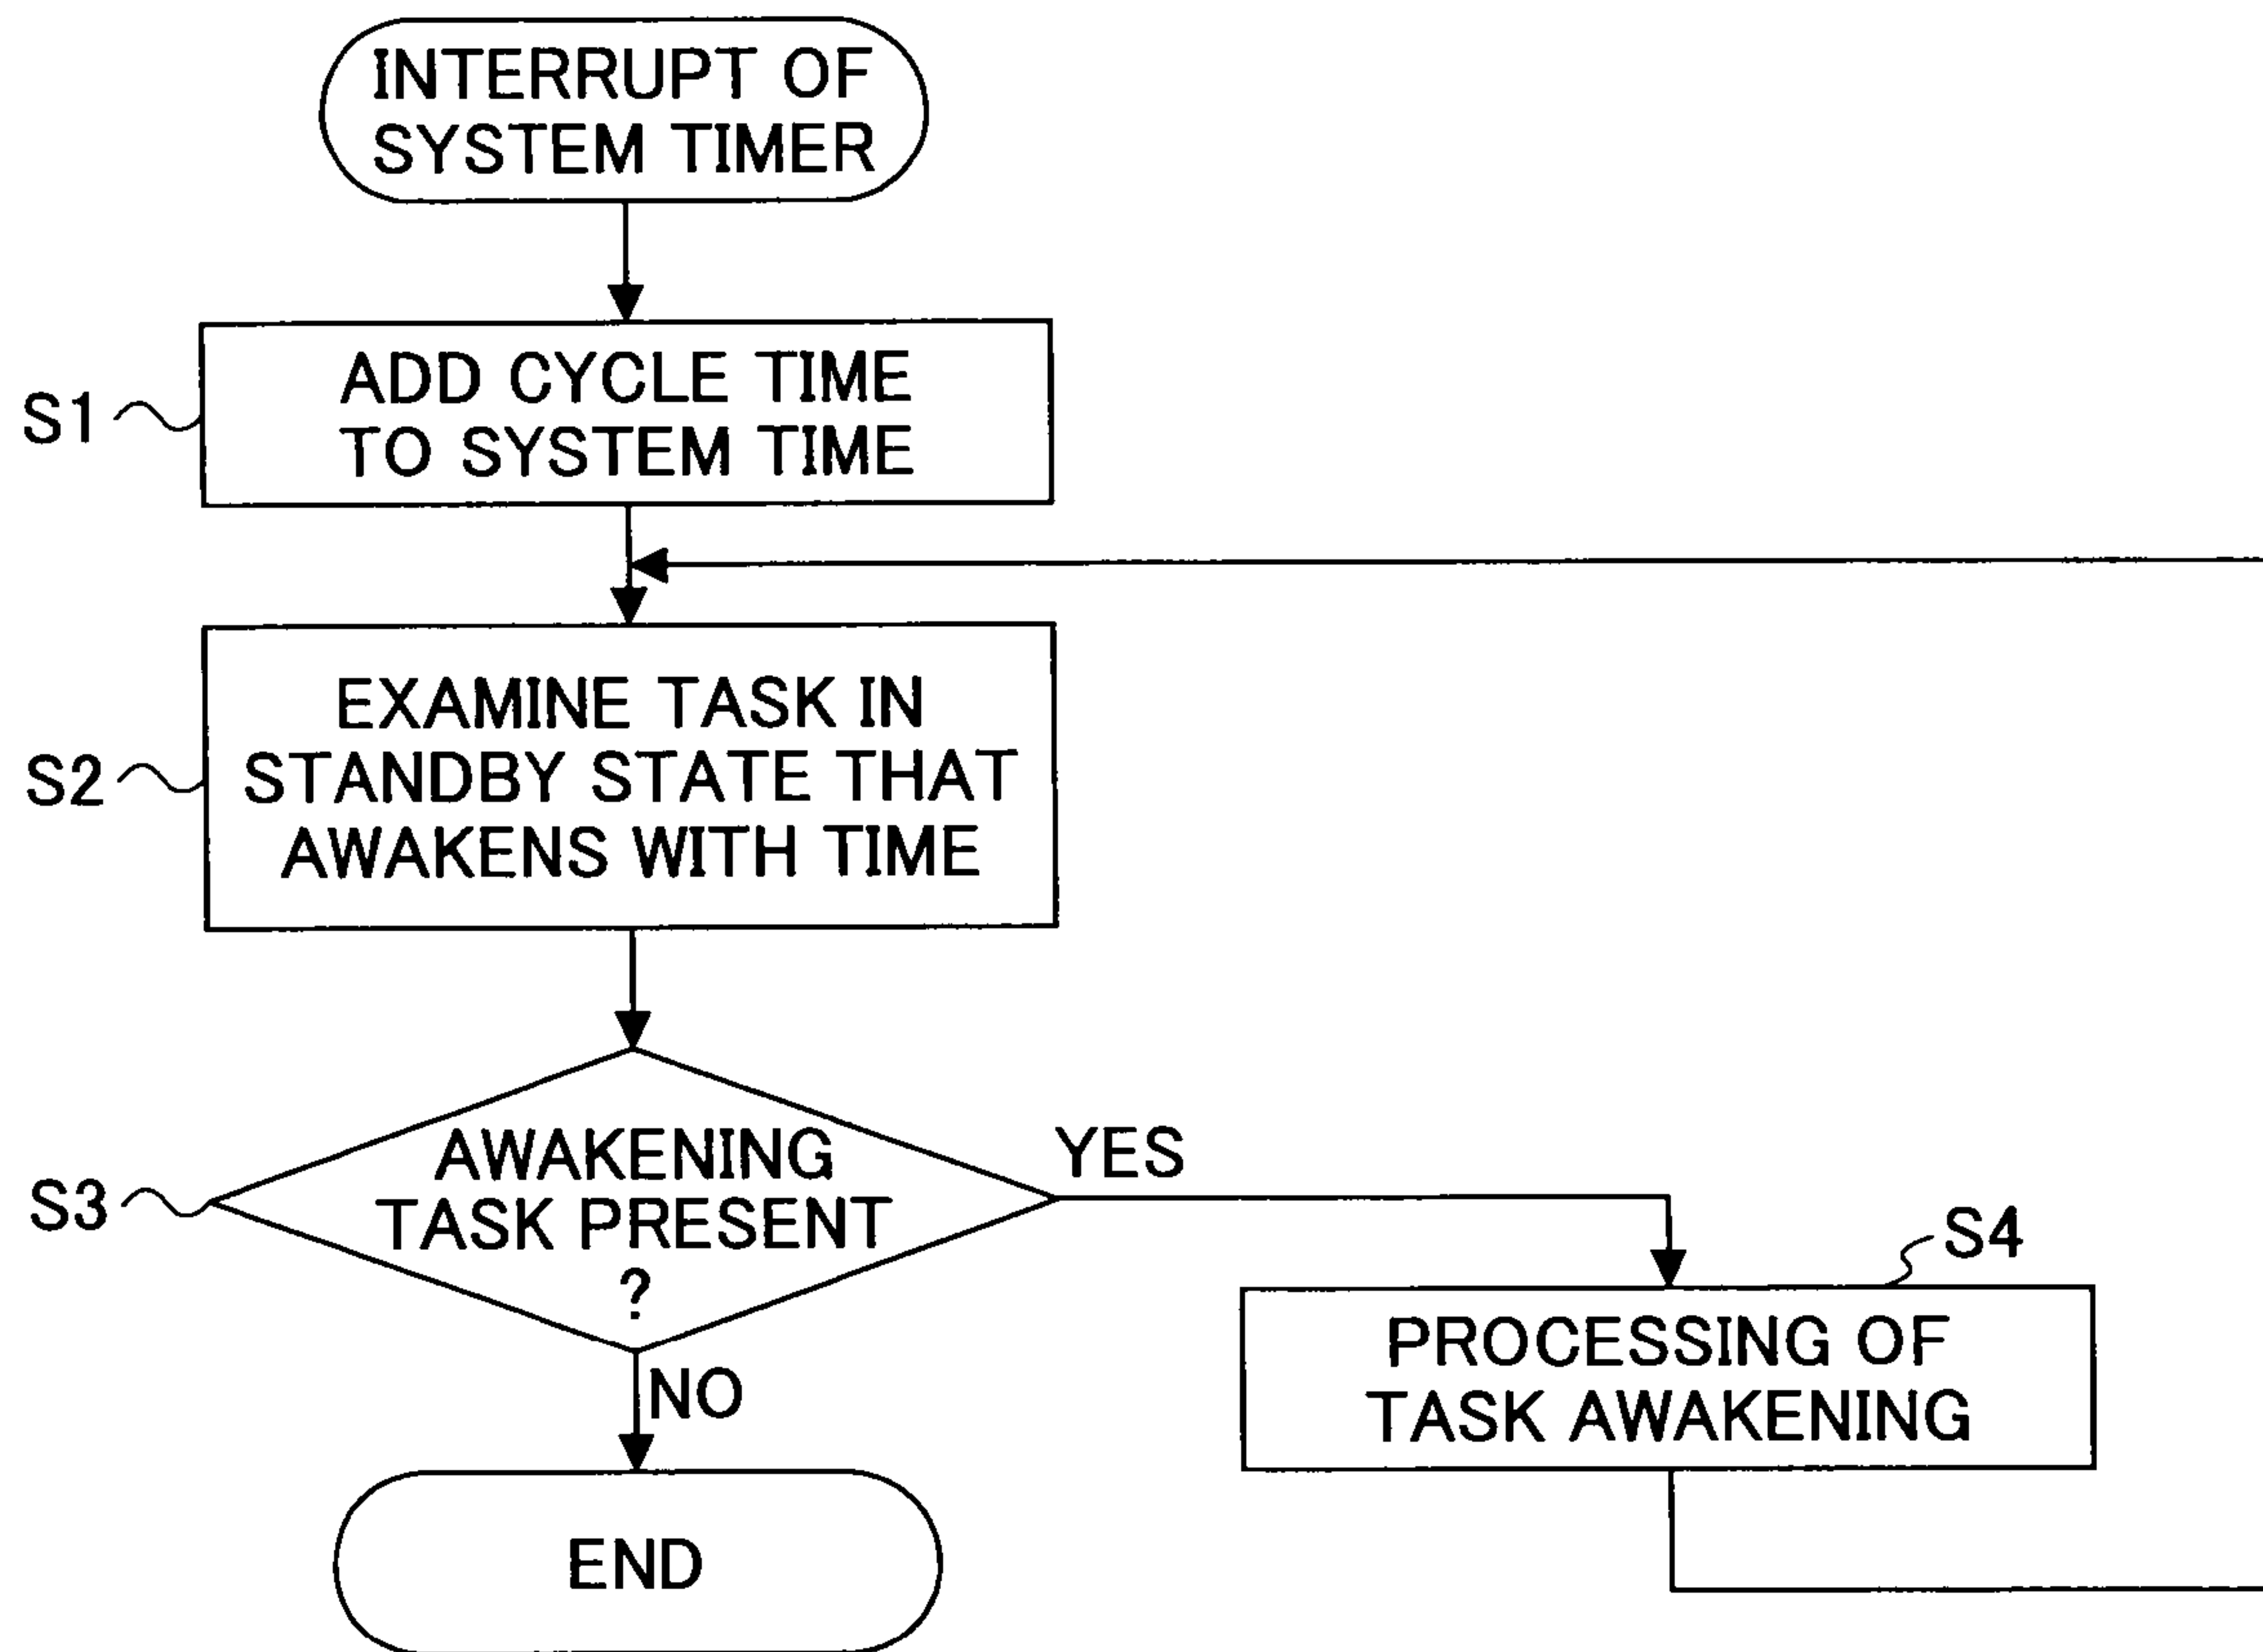 INTERRUPT OF
SYSTEM TIMER
S1
ADD CYCLE TIME
TO SYSTEM TIME
S2
EXAMINE TASK IN
STANDBY STATE THAT
AWAKENS WITH TIME
S3
AWAKENING
TASK PRESENT
?
YES
NO
S4
PROCESSING OF
TASK AWAKENING
END